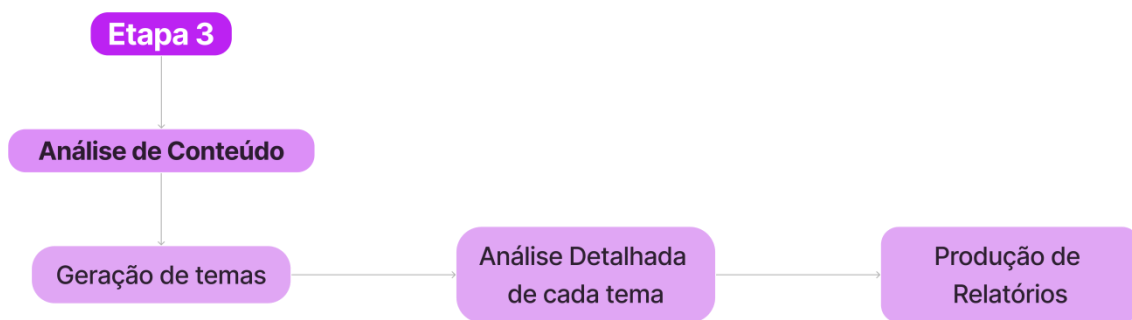 Etapa 3
Análise de Conteúdo
Geração de temas
Análise Detalhada
de cada tema
Produção de
Relatórios